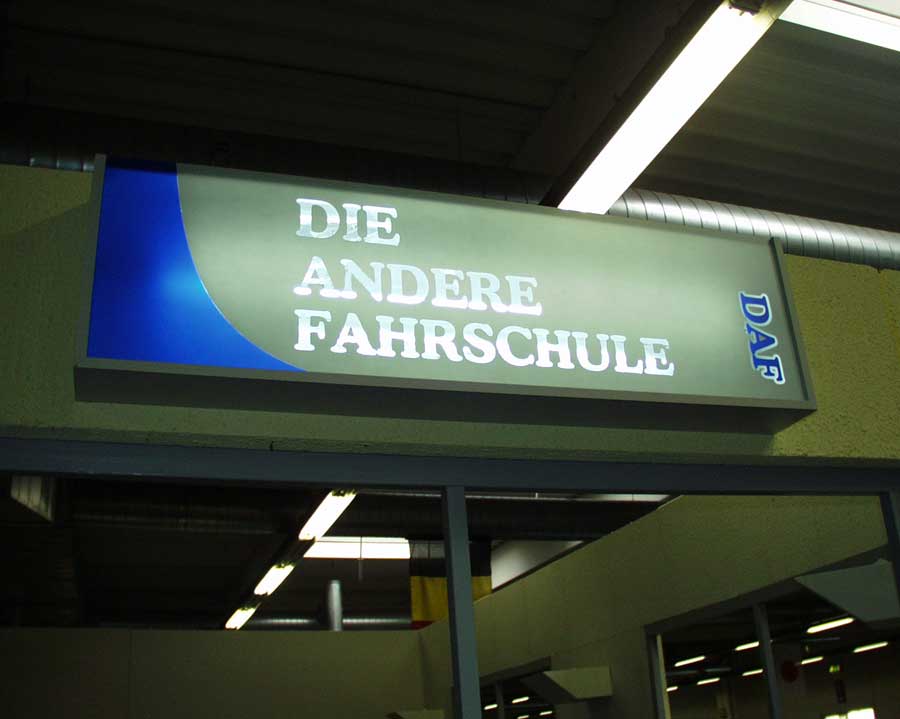 DIE
ANDERE
FAHRSCHULE
DAF